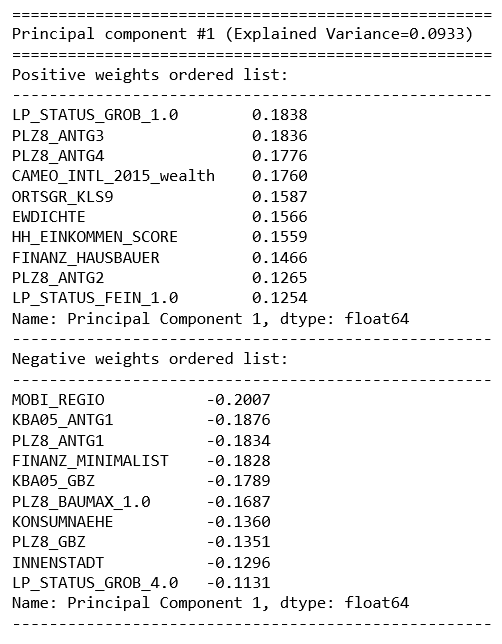 ================================================
Principal component #1 (Explained Variance=0.0933)
================================================
Positive weights ordered list:
------------------------------------------------
LP_STATUS_GROB_1.0 0.1838
PLZ8_ANTG3 0.1836
PLZ8_ANTG4 0.1776
CAMEO_INTL_2015_wealth 0.1760
ORTSGR_KLS9 0.1587
EWDICHTE 0.1566
HH_EINKOMMEN_SCORE 0.1559
FINANZ_HAUSBAUER 0.1466
PLZ8_ANTG2 0.1265
LP_STATUS_FEIN_1.0 0.1254
Name: Principal Component 1, dtype: float64
------------------------------------------------
Negative weights ordered list:
------------------------------------------------
MOBI_REGIO -0.2007
KBA05_ANTG1 -0.1876
PLZ8_ANTG1 -0.1834
FINANZ_MINIMALIST -0.1828
KBA05_GBZ -0.1789
PLZ8_BAUMAX_1.0 -0.1687
KONSUMNAEHE -0.1360
PLZ8_GBZ -0.1351
INNENSTADT -0.1296
LP_STATUS_GROB_4.0 -0.1131
Name: Principal Component 1, dtype: float64
------------------------------------------------